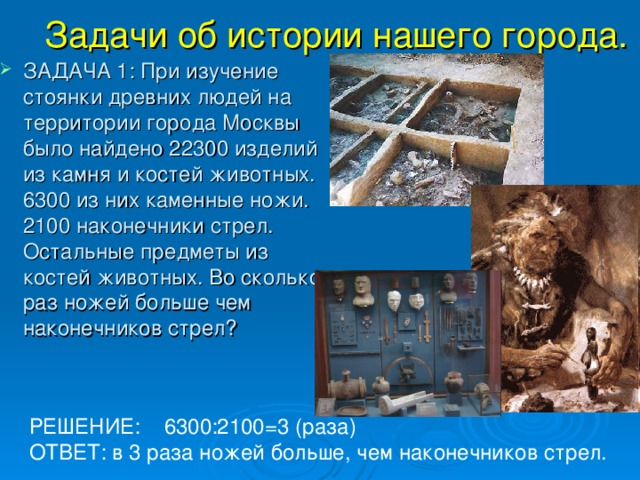 Задачи об истории нашего города.
ЗАДАЧА 1: При изучение
стоянки древних людей на
территории города Москвы
было найдено 22300 изделий
из камня и костей животных.
6300 из них каменные ножи.
2100 наконечники стрел.
Остальные предметы из
костей животных. Во сколько
раз ножей больше чем
наконечников стрел?
РЕШЕНИЕ: 6300:2100=3 (раза)
ОТВЕТ: в 3 раза ножей больше, чем наконечников стрел.